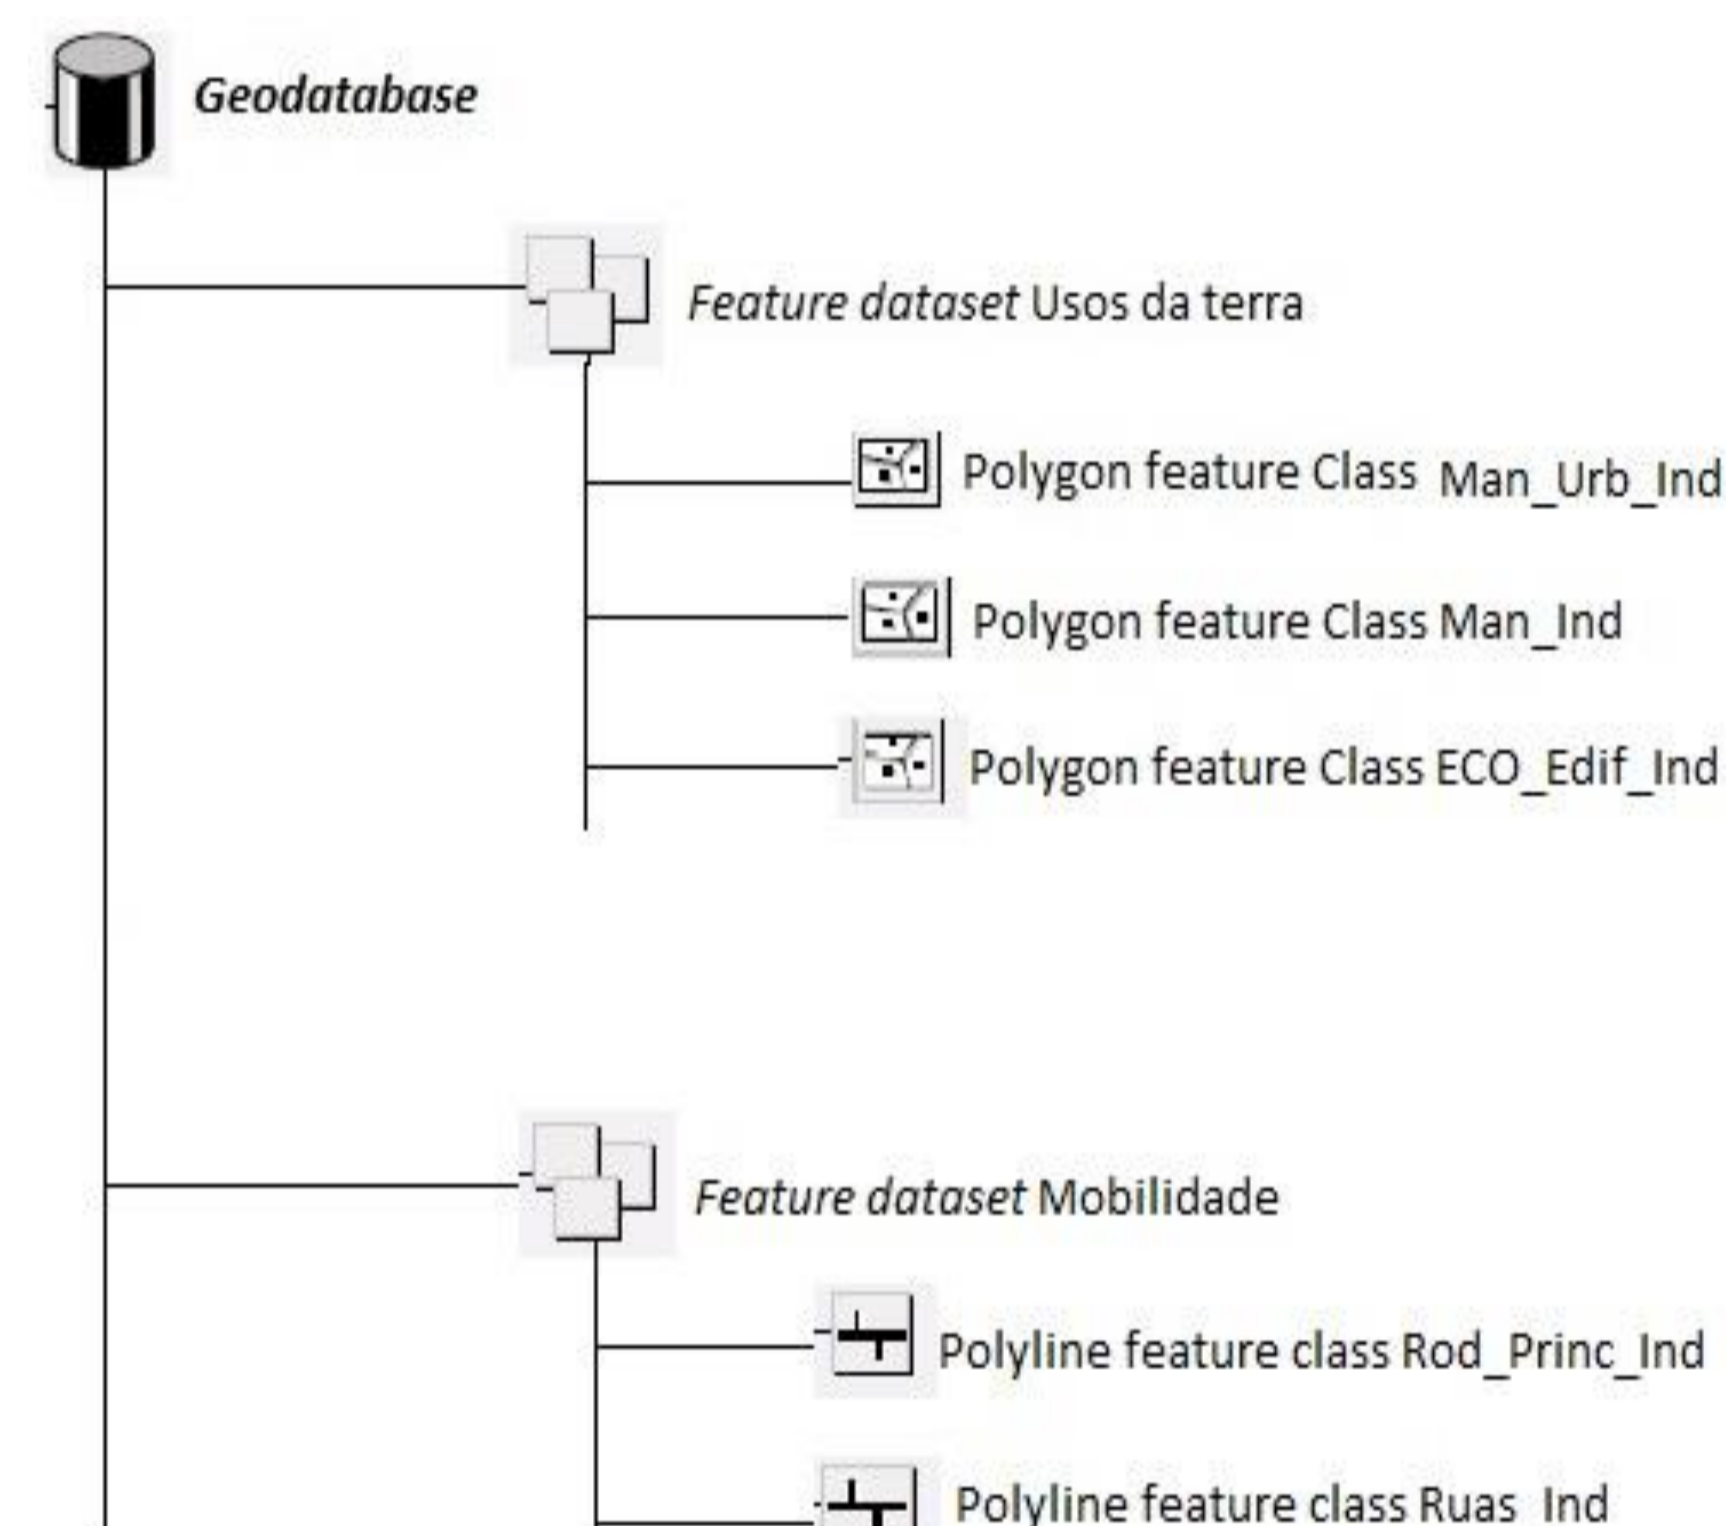 Geodatabase
Feature dataset Usos da terra
Polygon feature Class Man_Urb_Ind
Polygon feature Class Man_Ind
Polygon feature Class ECO_Edif_Ind
Feature dataset Mobilidade
Polyline feature class Rod_Princ_Ind
Polyline feature class Ruas_Ind